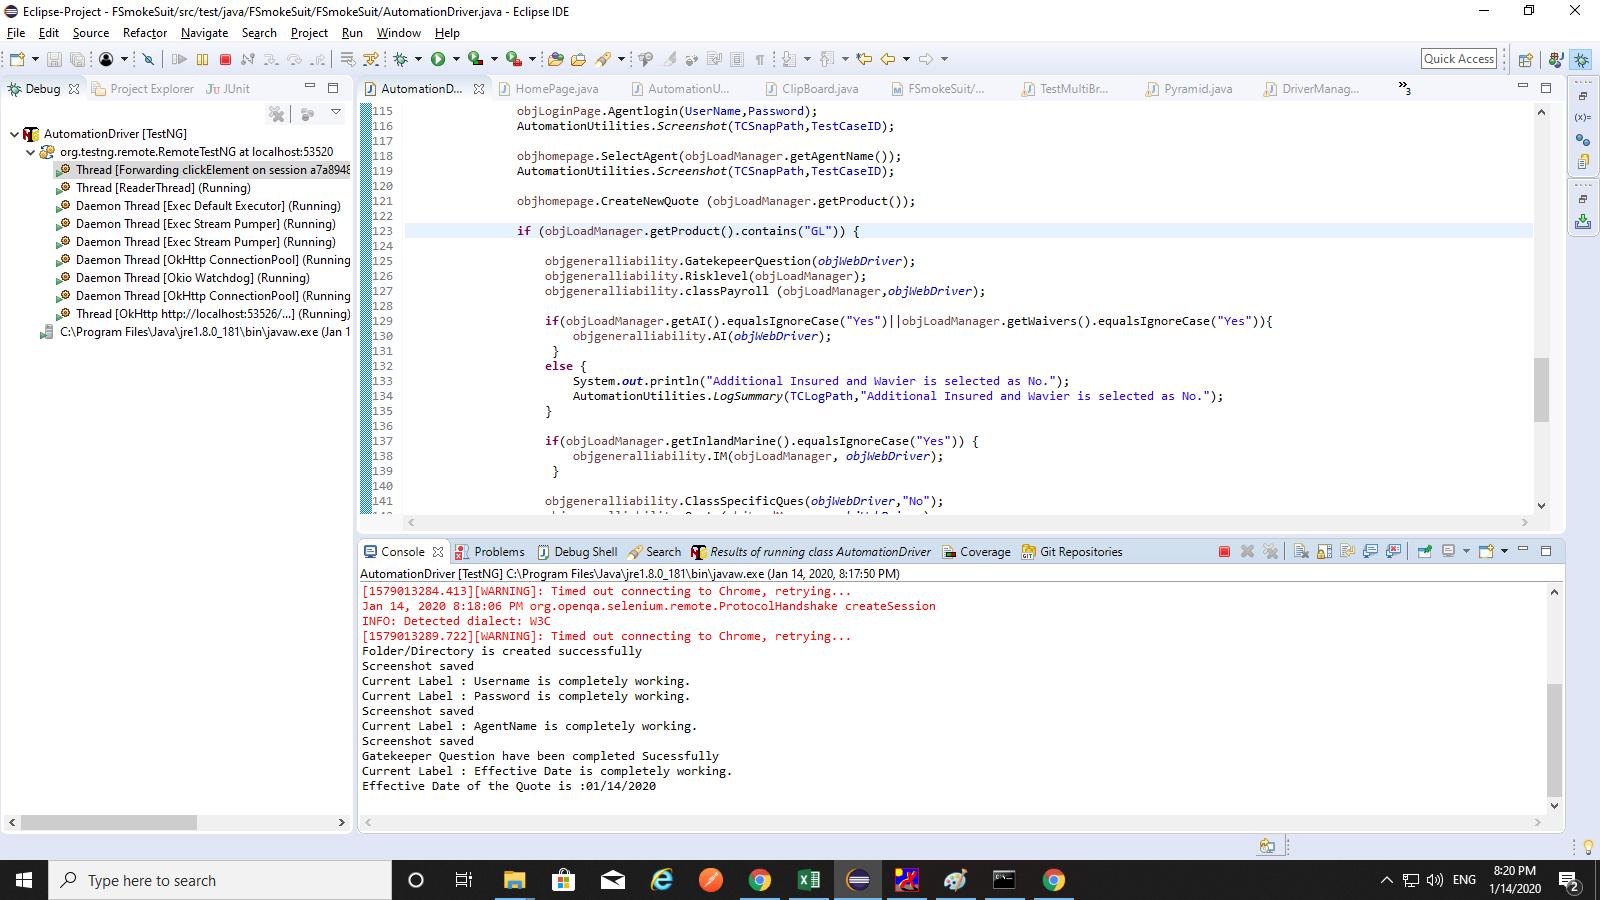 Eclipse-Project - FSmokeSuit/src/test/java/FSmokeSuit/FSmokeSuit/AutomationDriver.java - Eclipse IDE
File Edit Source Refactor Navigate Search Project Run Window Help
Quick Access
Debug Project Explorer JUnit
AutomationDriver [TestNG]
org.testng.remote.RemoteTestNG at localhost:53520
Thread [Forwarding clickElement on session a7a8948
Thread [ReaderThread] (Running)
Daemon Thread [Exec Default Executor] (Running)
Daemon Thread [Exec Stream Pumper] (Running)
Daemon Thread [Exec Stream Pumper] (Running)
Daemon Thread [OkHttp ConnectionPool] (Running
Daemon Thread [Okio Watchdog] (Running)
Daemon Thread [OkHttp ConnectionPool] (Running
Thread [OkHttp http://localhost:53526/...] (Running)
C:\Program Files\Java\jre1.8.0_181\bin\javaw.exe (Jan 1
AutomationD... HomePage.java AutomationU... ClipBoard.java FSmokeSuit/... TestMultiBr... Pyramid.java DriverManag... 3
115 objLoginPage.Agentlogin(UserName,Password);
116 AutomationUtilities.Screenshot(TCSnapPath,TestCaseID);
117
118 objhomepage.SelectAgent(objLoadManager.getAgentName());
119 AutomationUtilities.Screenshot(TCSnapPath,TestCaseID);
120
121 objhomepage.CreateNewQuote (objLoadManager.getProduct());
122
123 if (objLoadManager.getProduct().contains("GL")) {
124
125 objgeneralliability.GatekepeerQuestion(objWebDriver);
126 objgeneralliability.Risklevel(objLoadManager);
127 objgeneralliability.classPayroll (objLoadManager,objWebDriver);
128
129 if(objLoadManager.getAI().equalsIgnoreCase("Yes")||objLoadManager.getWaivers().equalsIgnoreCase("Yes")){
130 objgeneralliability.AI(objWebDriver);
131 }
132 else {
133 System.out.println("Additional Insured and Wavier is selected as No.");
134 AutomationUtilities.LogSummary(TCLogPath,"Additional Insured and Wavier is selected as No.");
135 }
136
137 if(objLoadManager.getInlandMarine().equalsIgnoreCase("Yes")) {
138 objgeneralliability.IM(objLoadManager, objWebDriver);
139 }
140
141 objgeneralliability.ClassSpecificQues(objWebDriver,"No");
Console Problems Debug Shell Search Results of running class AutomationDriver Coverage Git Repositories
AutomationDriver [TestNG] C:\Program Files\Java\jre1.8.0_181\bin\javaw.exe (Jan 14, 2020, 8:17:50 PM)
[1579013284.413][WARNING]: Timed out connecting to Chrome, retrying...
Jan 14, 2020 8:18:06 PM org.openqa.selenium.remote.ProtocolHandshake createSession
INFO: Detected dialect: W3C
[1579013289.722][WARNING]: Timed out connecting to Chrome, retrying...
Folder/Directory is created successfully
Screenshot saved
Current Label : Username is completely working.
Current Label : Password is completely working.
Screenshot saved
Current Label : AgentName is completely working.
Screenshot saved
Gatekeeper Question have been completed Sucessfully
Current Label : Effective Date is completely working.
Effective Date of the Quote is :01/14/2020
Type here to search
ENG
8:20 PM
1/14/2020
2